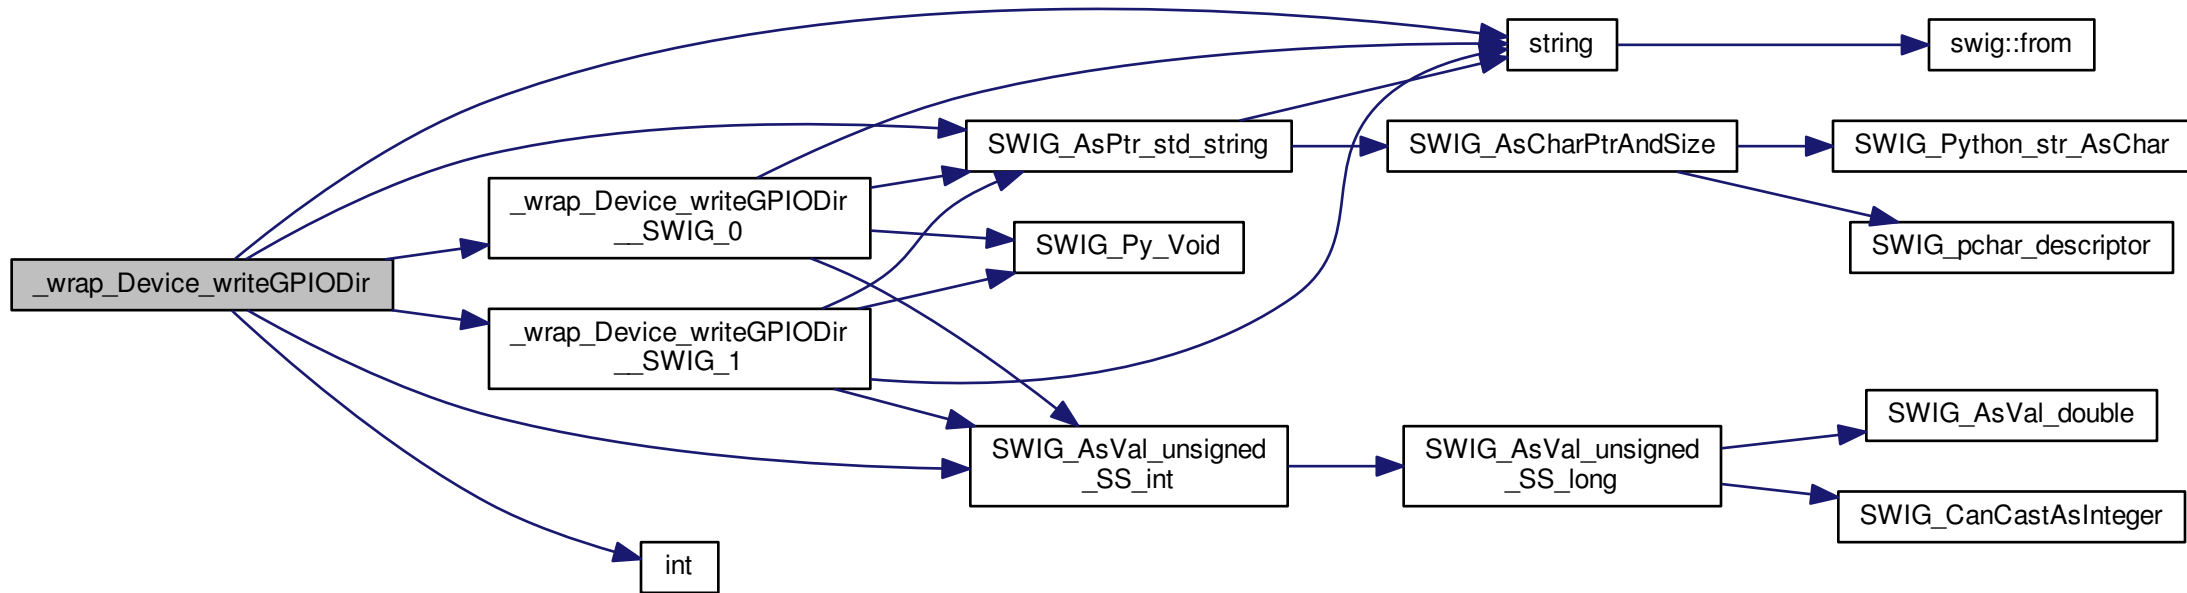 _wrap_Device_writeGPIODir
_wrap_Device_writeGPIODir
__SWIG_0
_wrap_Device_writeGPIODir
__SWIG_1
int
string
SWIG_AsPtr_std_string
SWIG_Py_Void
SWIG_AsVal_unsigned
_SS_int
SWIG_AsCharPtrAndSize
SWIG_AsVal_unsigned
_SS_long
swig::from
SWIG_Python_str_AsChar
SWIG_pchar_descriptor
SWIG_AsVal_double
SWIG_CanCastAsInteger